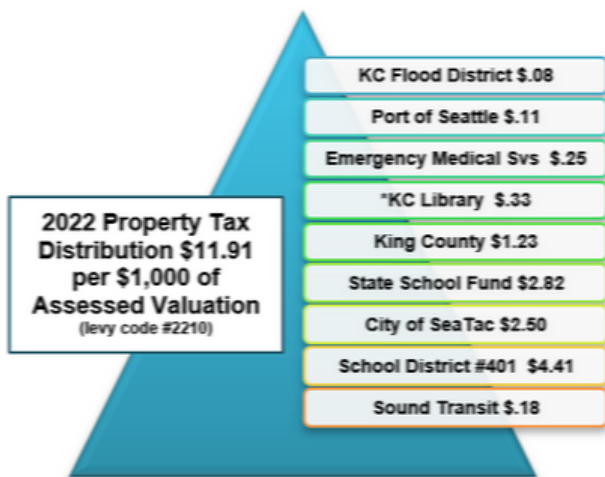 KC Flood District $.08
Port of Seattle $.11
Emergency Medical Svs $.25
*KC Library $.33
King County $1.23
State School Fund $2.82
City of SeaTac $2.50
School District #401 $4.41
Sound Transit $.18
2022 Property Tax
Distribution $11.91
per $1,000 of
Assessed Valuation
(levy code #2210)